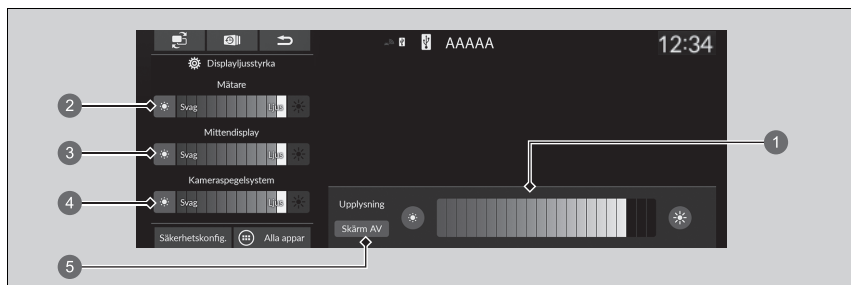 AAAAA
12:34
Displayljusstyrka
Mätare
Svag Ljus
Mittendisplay
Svag Ljus
Kameraspegelsystem
Svag Ljus
Säkerhetskonfig. Alla appar
Upplysning
Skärm AV
1
2
3
4
5